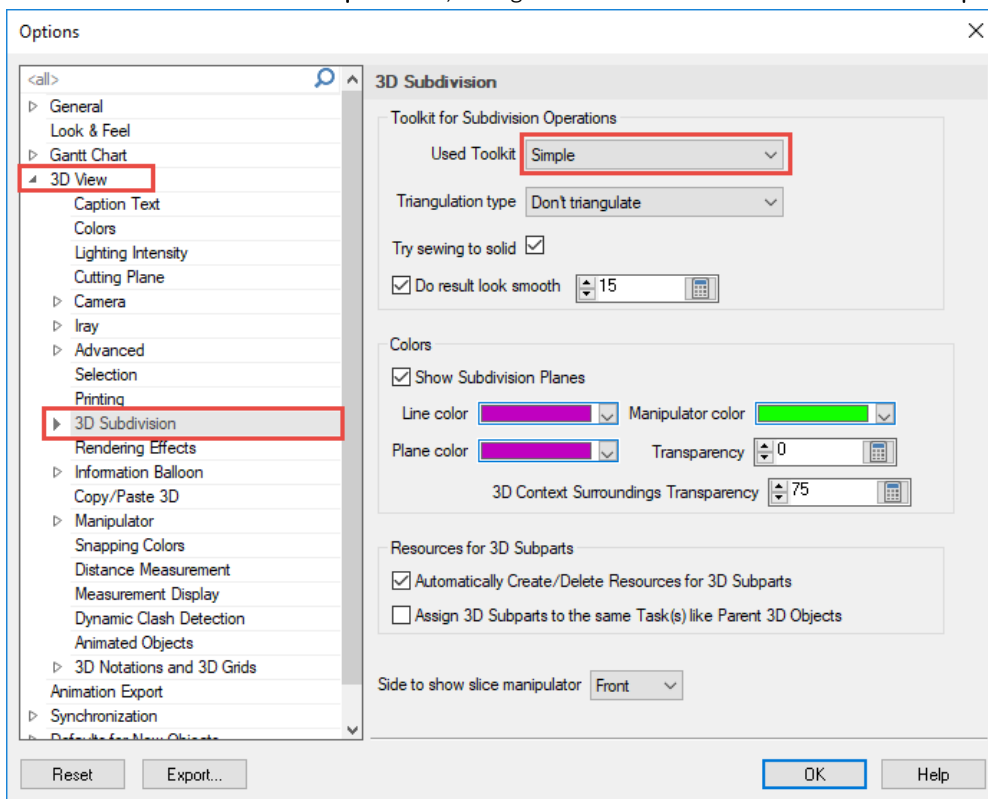 Options
<all>
General
Look & Feel
Gantt Chart
3D View
Caption Text
Colors
Lighting Intensity
Cutting Plane
Camera
Iray
Advanced
Selection
Printing
3D Subdivision
Rendering Effects
Information Balloon
Copy/Paste 3D
Manipulator
Snapping Colors
Distance Measurement
Measurement Display
Dynamic Clash Detection
Animated Objects
3D Notations and 3D Grids
Animation Export
Synchronization
Defaults for New Objects
3D Subdivision
Toolkit for Subdivision Operations
Used Toolkit Simple
Triangulation type Don't triangulate
Try sewing to solid
Do result look smooth 15
Colors
Show Subdivision Planes
Line color Manipulator color
Plane color Transparency 0
3D Context Surroundings Transparency 75
Resources for 3D Subparts
Automatically Create/Delete Resources for 3D Subparts
Assign 3D Subparts to the same Task(s) like Parent 3D Objects
Side to show slice manipulator Front
Reset Export... OK Help